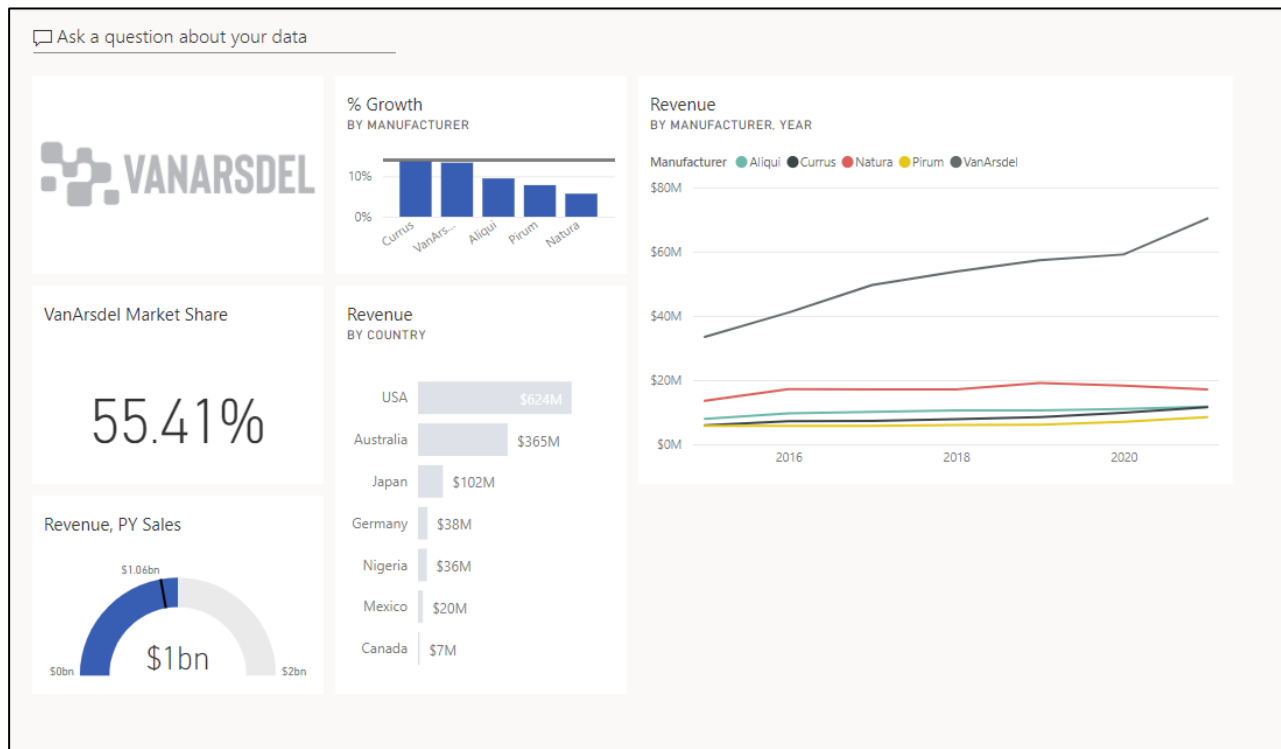 Ask a question about your data
VANARSDEL
% Growth
BY MANUFACTURER
10%
0%
Currus
VanArs...
Aliqui
Pirum
Natura
Revenue
BY MANUFACTURER, YEAR
Manufacturer Aliqui Currus Natura Pirum VanArsdel
$80M
$60M
$40M
$20M
$0M
2016 2018 2020
VanArsdel Market Share
55.41%
Revenue
BY COUNTRY
USA $624M
Australia $365M
Japan $102M
Germany $38M
Nigeria $36M
Mexico $20M
Canada $7M
Revenue, PY Sales
$1.06bn
$1bn
$0bn $2bn